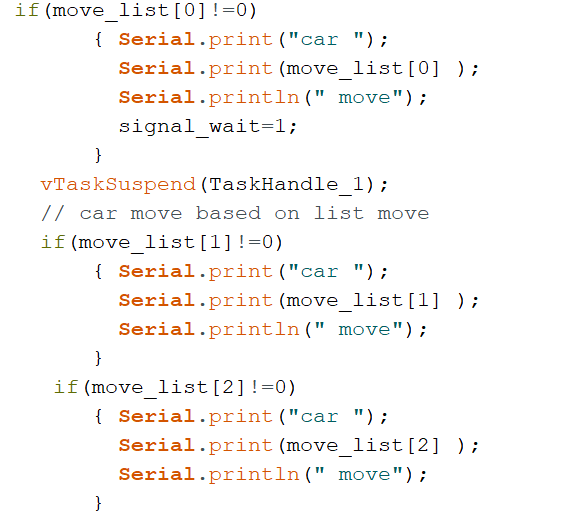 if(move_list[0]!=0)
{ Serial.print("car ");
Serial.print(move_list[0] );
Serial.println(" move");
signal_wait=1;
}
vTaskSuspend(TaskHandle_1);
// car move based on list move
if(move_list[1]!=0)
{ Serial.print("car ");
Serial.print(move_list[1] );
Serial.println(" move");
}
if(move_list[2]!=0)
{ Serial.print("car ");
Serial.print(move_list[2] );
Serial.println(" move");
}